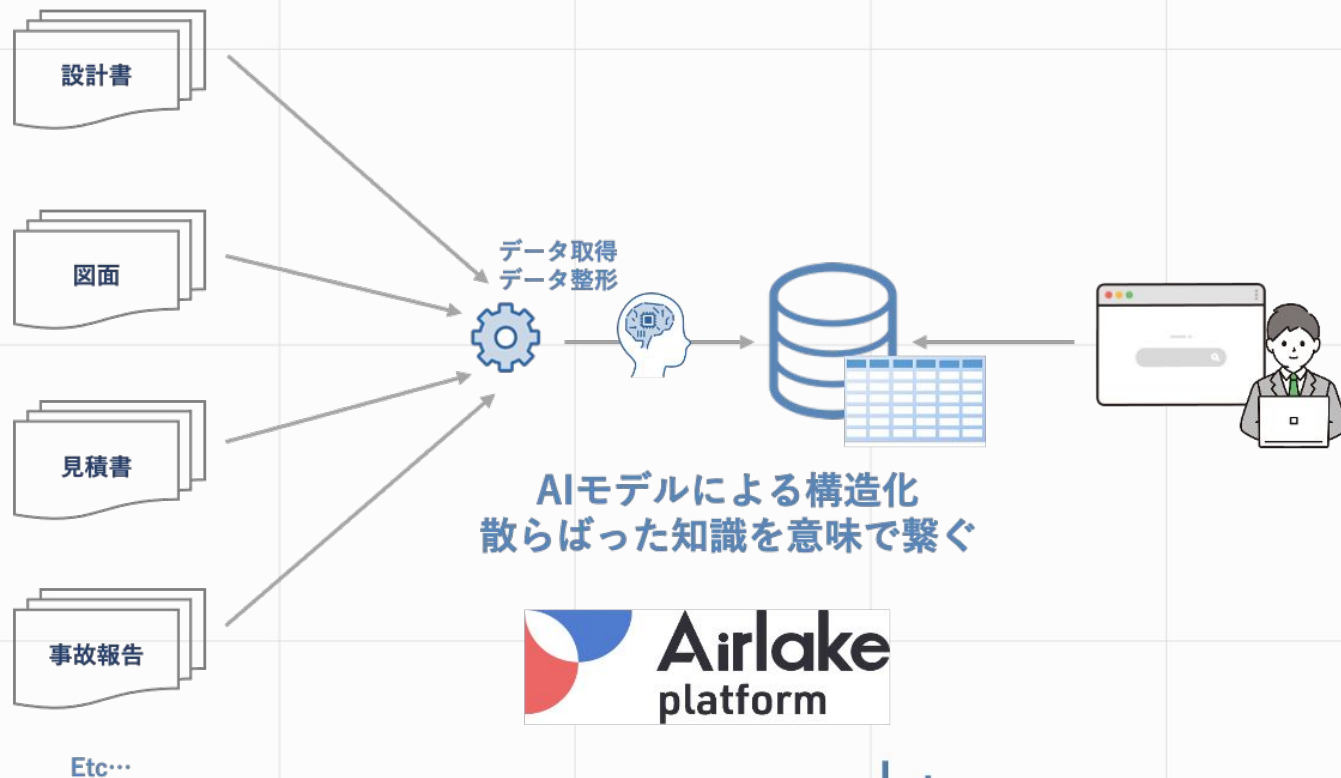 設計書
図面
見積書
事故報告
Etc…
データ取得
データ整形
AIモデルによる構造化
散らばった知識を意味で繋ぐ
Airlake
platform